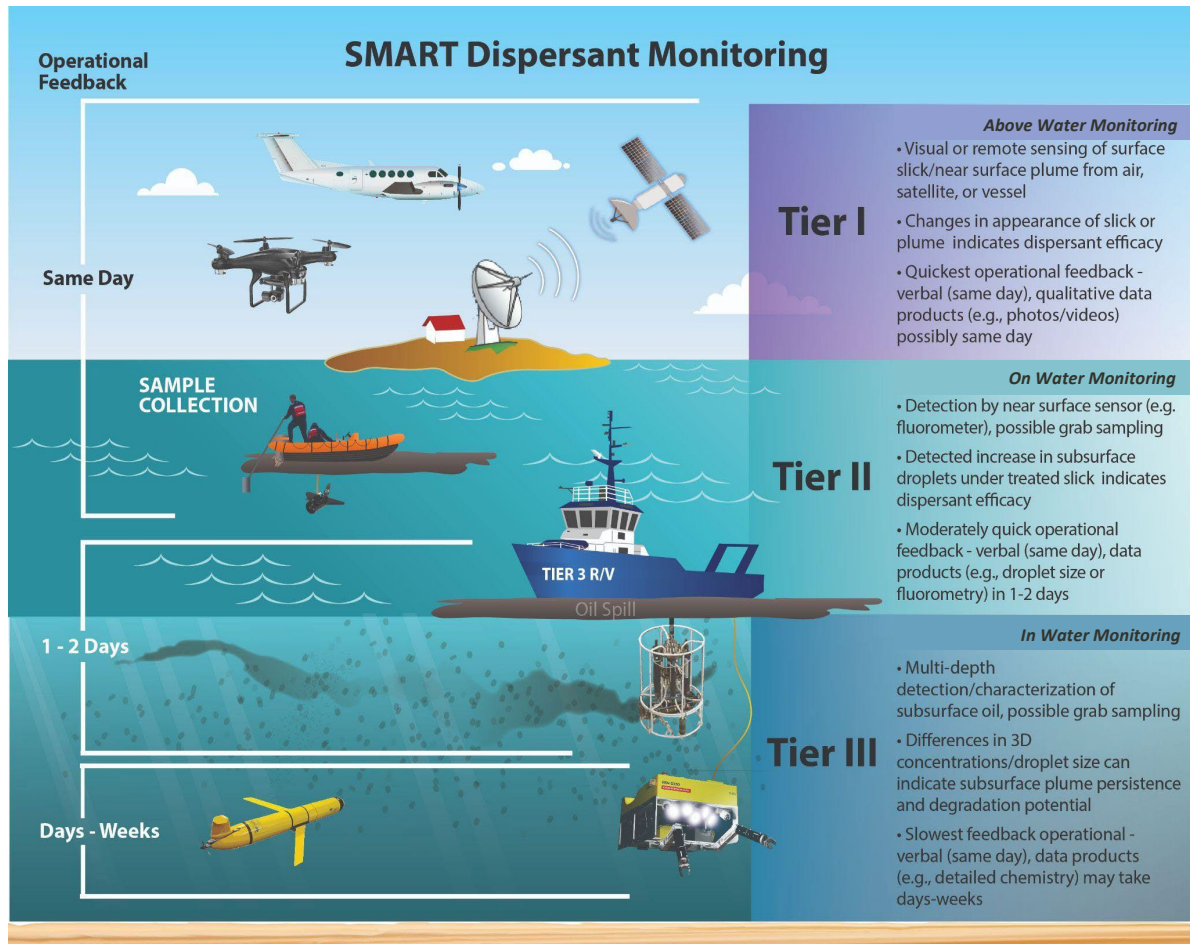 SMART Dispersant Monitoring
Operational
Feedback
Same Day
SAMPLE
COLLECTION
TIER 3 R/V
Oil Spill
1 - 2 Days
Days - Weeks
Above Water Monitoring
Tier I
• Visual or remote sensing of surface
slick/near surface plume from air,
satellite, or vessel
• Changes in appearance of slick or
plume indicates dispersant efficacy
• Quickest operational feedback -
verbal (same day), qualitative data
products (e.g., photos/videos)
possibly same day
On Water Monitoring
Tier II
• Detection by near surface sensor (e.g.
fluorometer), possible grab sampling
• Detected increase in subsurface
droplets under treated slick indicates
dispersant efficacy
• Moderately quick operational
feedback - verbal (same day), data
products (e.g., droplet size or
fluorometry) in 1-2 days
In Water Monitoring
Tier III
• Multi-depth
detection/characterization of
subsurface oil, possible grab sampling
• Differences in 3D
concentrations/droplet size can
indicate subsurface plume persistence
and degradation potential
• Slowest feedback operational -
verbal (same day), data products
(e.g., detailed chemistry) may take
days-weeks